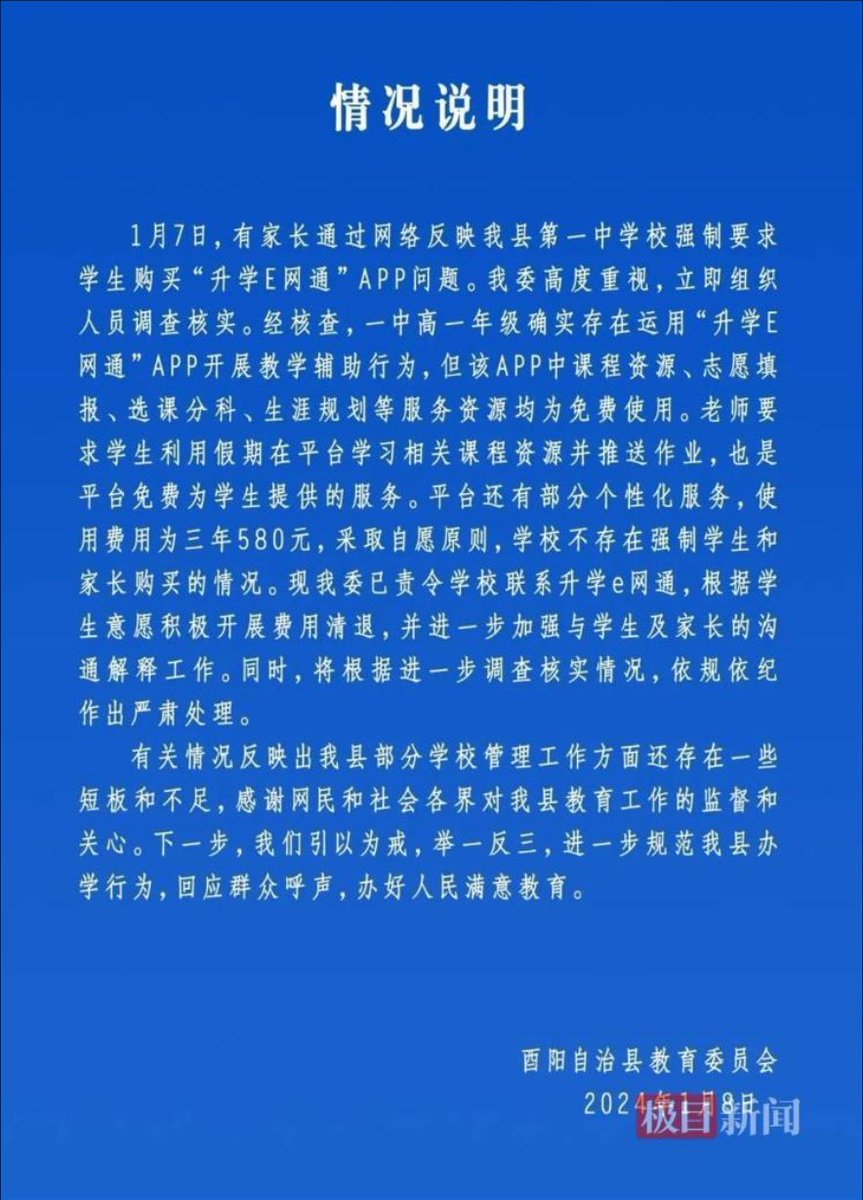 情况说明
1月7日，有家长通过网络反映我县第一中学校强制要求
学生购买“升学E网通”APP问题。我委高度重视，立即组织
人员调查核实。经核查，一中高一年级确实存在运用“升学E
网通”APP开展教学辅助行为，但该APP中课程资源、志愿填
报、选课分科、生涯规划等服务资源均为免费使用。老师要
求学生利用假期在平台学习相关课程资源并推送作业，也是
平台免费为学生提供的服务。平台还有部分个性化服务，使
用费用为三年580元，采取自愿原则，学校不存在强制学生和
家长购买的情况。现我委已责令学校联系升学e网通，根据学
生意愿积极开展费用清退，并进一步加强与学生及家长的沟
通解释工作。同时，将根据进一步调查核实情况，依规依纪
作出严肃处理。
有关情况反映出我县部分学校管理工作方面还存在一些
短板和不足，感谢网民和社会各界对我县教育工作的监督和
关心。下一步，我们引以为戒，举一反三，进一步规范我县办
学行为，回应群众呼声，办好人民满意教育。
酉阳自治县教育委员会
2024年1月8日
极目新闻